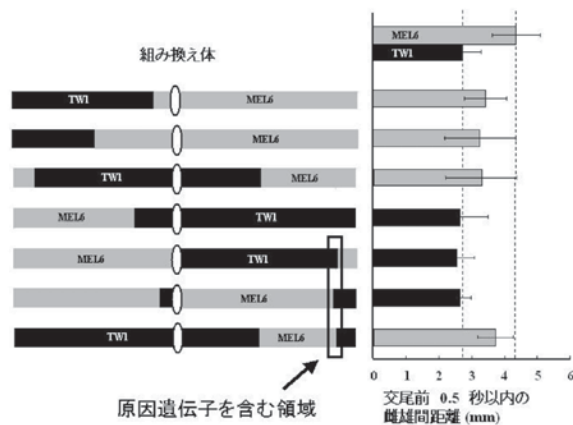 組み換え体
MEL6
TW1
TW1 MEL6
MEL6
TW1 MEL6
MEL6 TW1
MEL6 TW1
MEL6
TW1 MEL6
原因遺伝子を含む領域
0 1 2 3 4 5 6
交尾前 0.5 秒以内の
雌雄間距離 (mm)